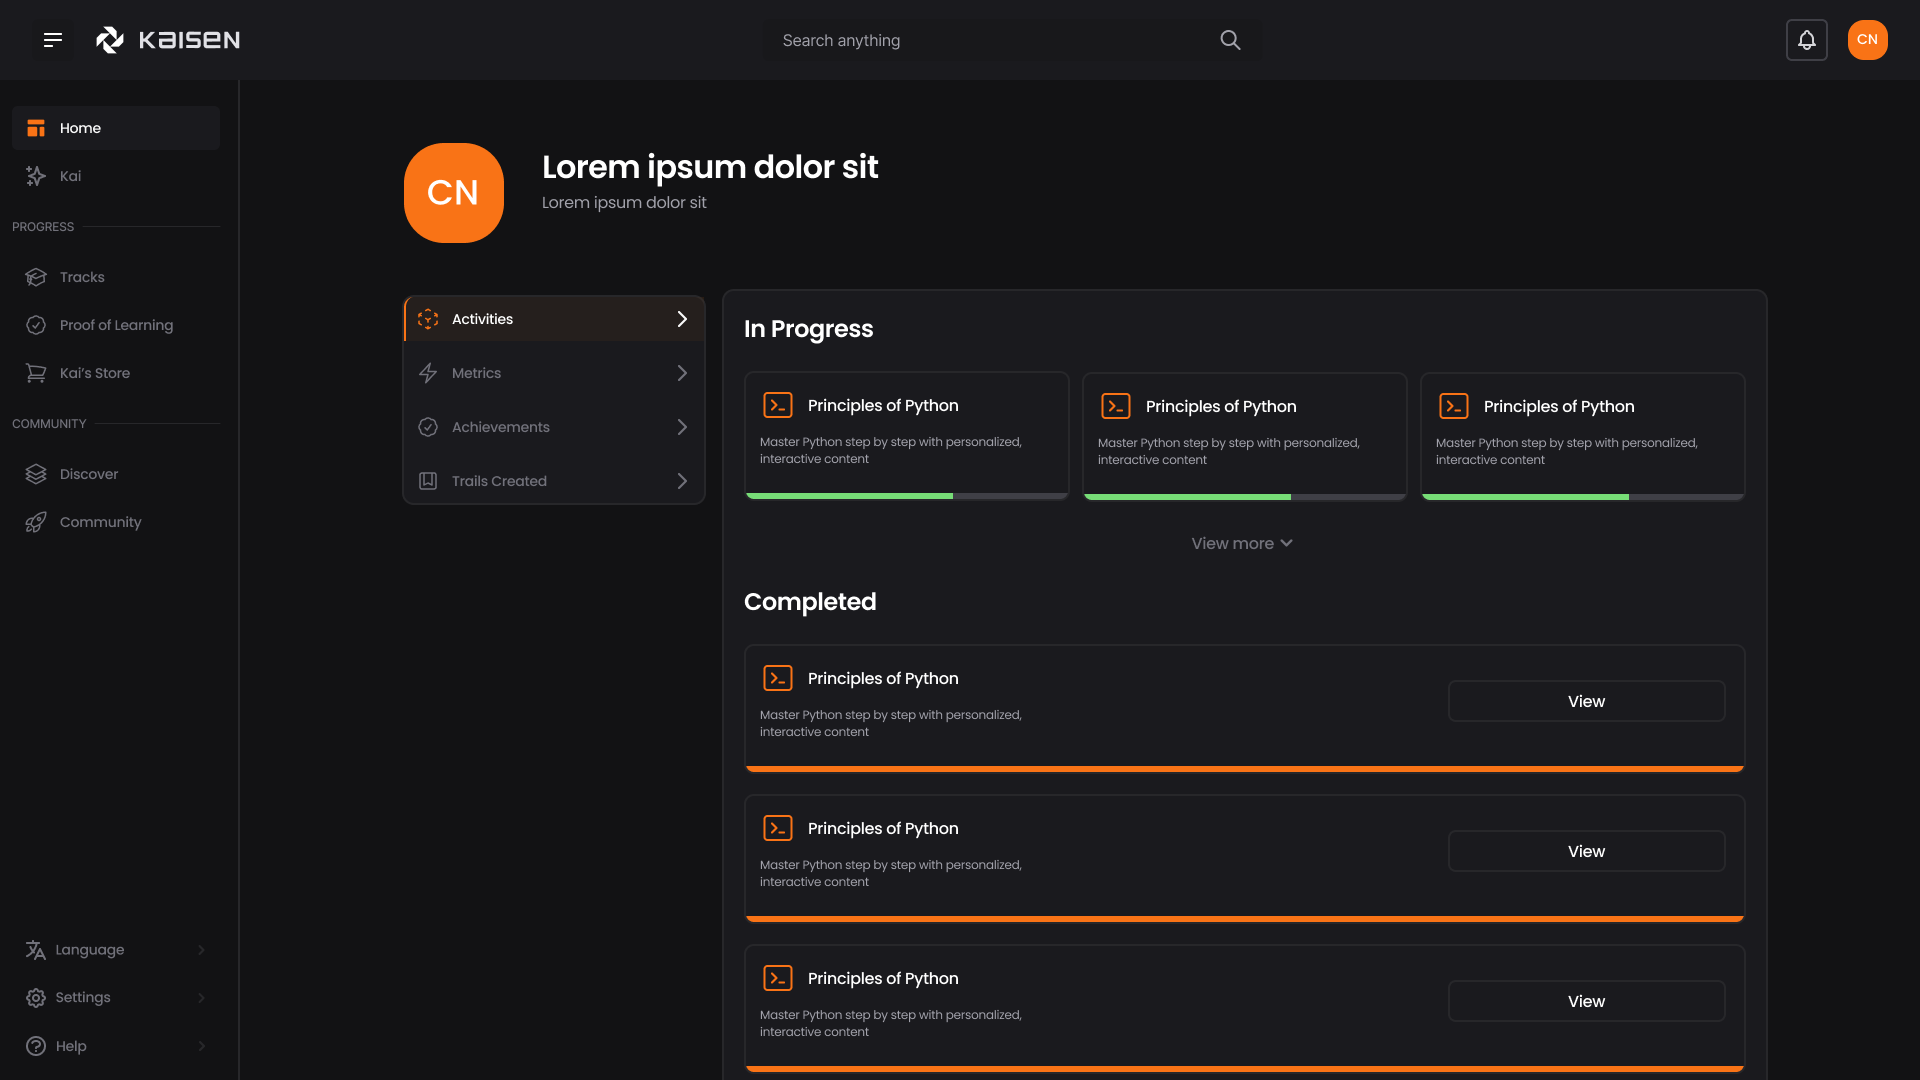 KAISEN
Search anything
CN
Home
Kai
PROGRESS
Tracks
Proof of Learning
Kai’s Store
COMMUNITY
Discover
Community
Language
Settings
Help
CN
Lorem ipsum dolor sit
Lorem ipsum dolor sit
Activities
Metrics
Achievements
Trails Created
In Progress
Principles of Python
Master Python step by step with personalized,
interactive content
Principles of Python
Master Python step by step with personalized,
interactive content
Principles of Python
Master Python step by step with personalized,
interactive content
View more
Completed
Principles of Python
Master Python step by step with personalized,
interactive content
View
Principles of Python
Master Python step by step with personalized,
interactive content
View
Principles of Python
Master Python step by step with personalized,
interactive content
View